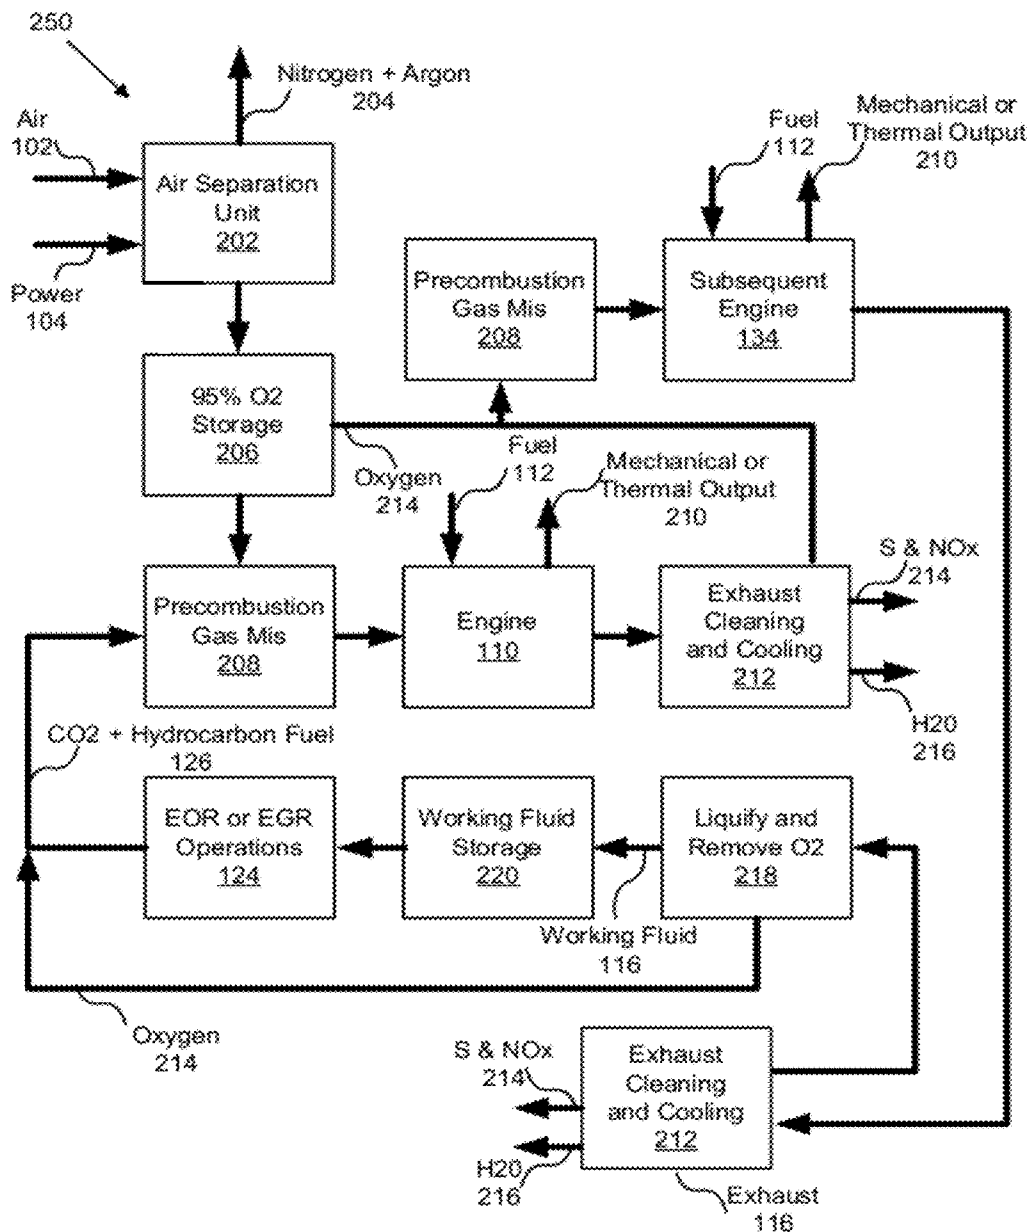 250
Nitrogen + Argon
204
Air
102
Air Separation
Unit
202
Power
104
Fuel
112
Mechanical or
Thermal Output
210
Precombustion
Gas Mis
208
Subsequent
Engine
134
95% O2
Storage
206
Oxygen
214
Fuel
112
Mechanical or
Thermal Output
210
Precombustion
Gas Mis
208
Engine
110
Exhaust
Cleaning
and Cooling
212
S & NOx
214
H20
216
CO2 + Hydrocarbon Fuel
126
EOR or EGR
Operations
124
Working Fluid
Storage
220
Liquify and
Remove O2
218
Working Fluid
116
Oxygen
214
S & NOx
214
H20
216
Exhaust
Cleaning
and Cooling
212
Exhaust
116